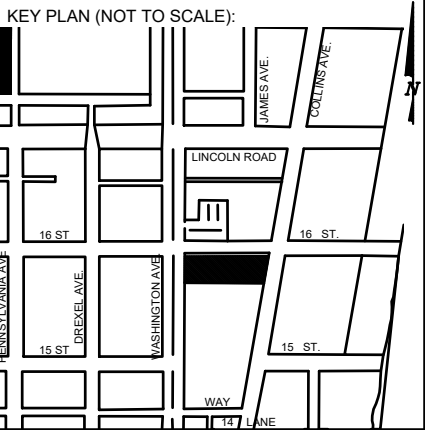 KEY PLAN (NOT TO SCALE):
JAMES AVE.
COLLINS AVE.
N
LINCOLN ROAD
16 ST
16 ST.
PENNSYLVANIA AVE
DREXEL AVE.
WASHINGTON AVE.
15 ST
15 ST.
WAY
14 LANE